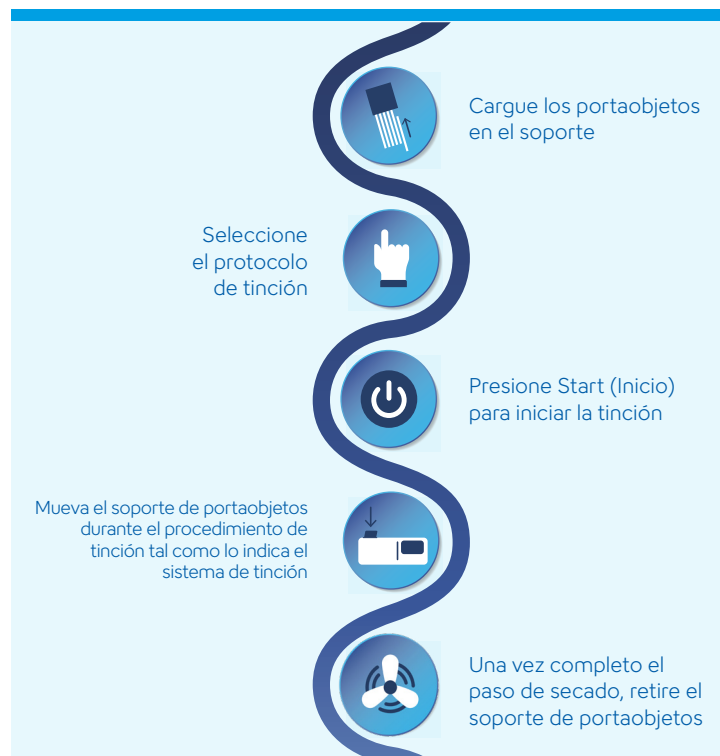 Cargue los portaobjetos
en el soporte
Seleccione
el protocolo
de tinción
Presione Start (Inicio)
para iniciar la tinción
Mueva el soporte de portaobjetos
durante el procedimiento de
tinción tal como lo indica el
sistema de tinción
Una vez completo el
paso de secado, retire el
soporte de portaobjetos